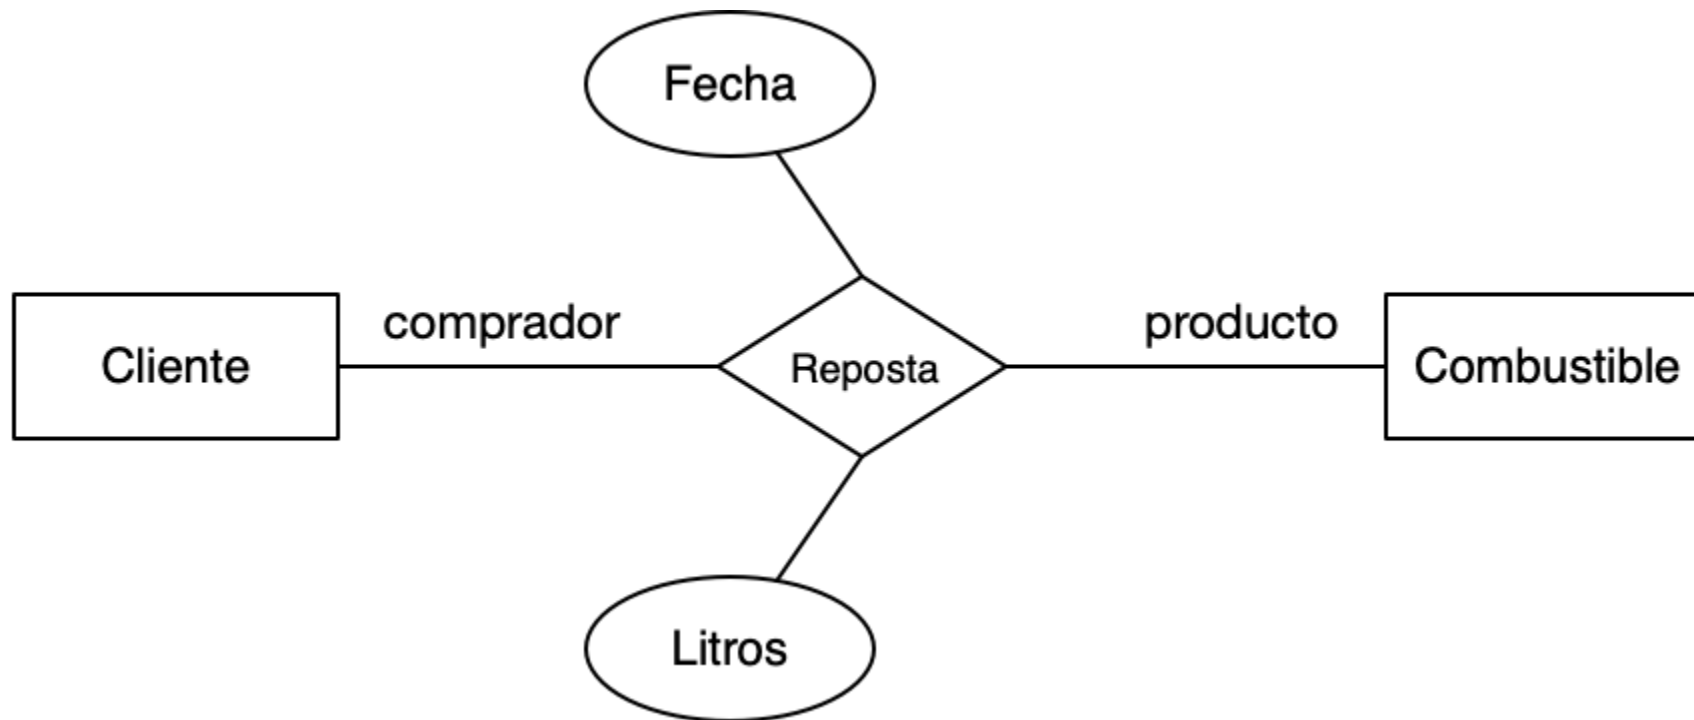 Fecha
comprador
producto
Cliente
Reposta
Combustible
Litros